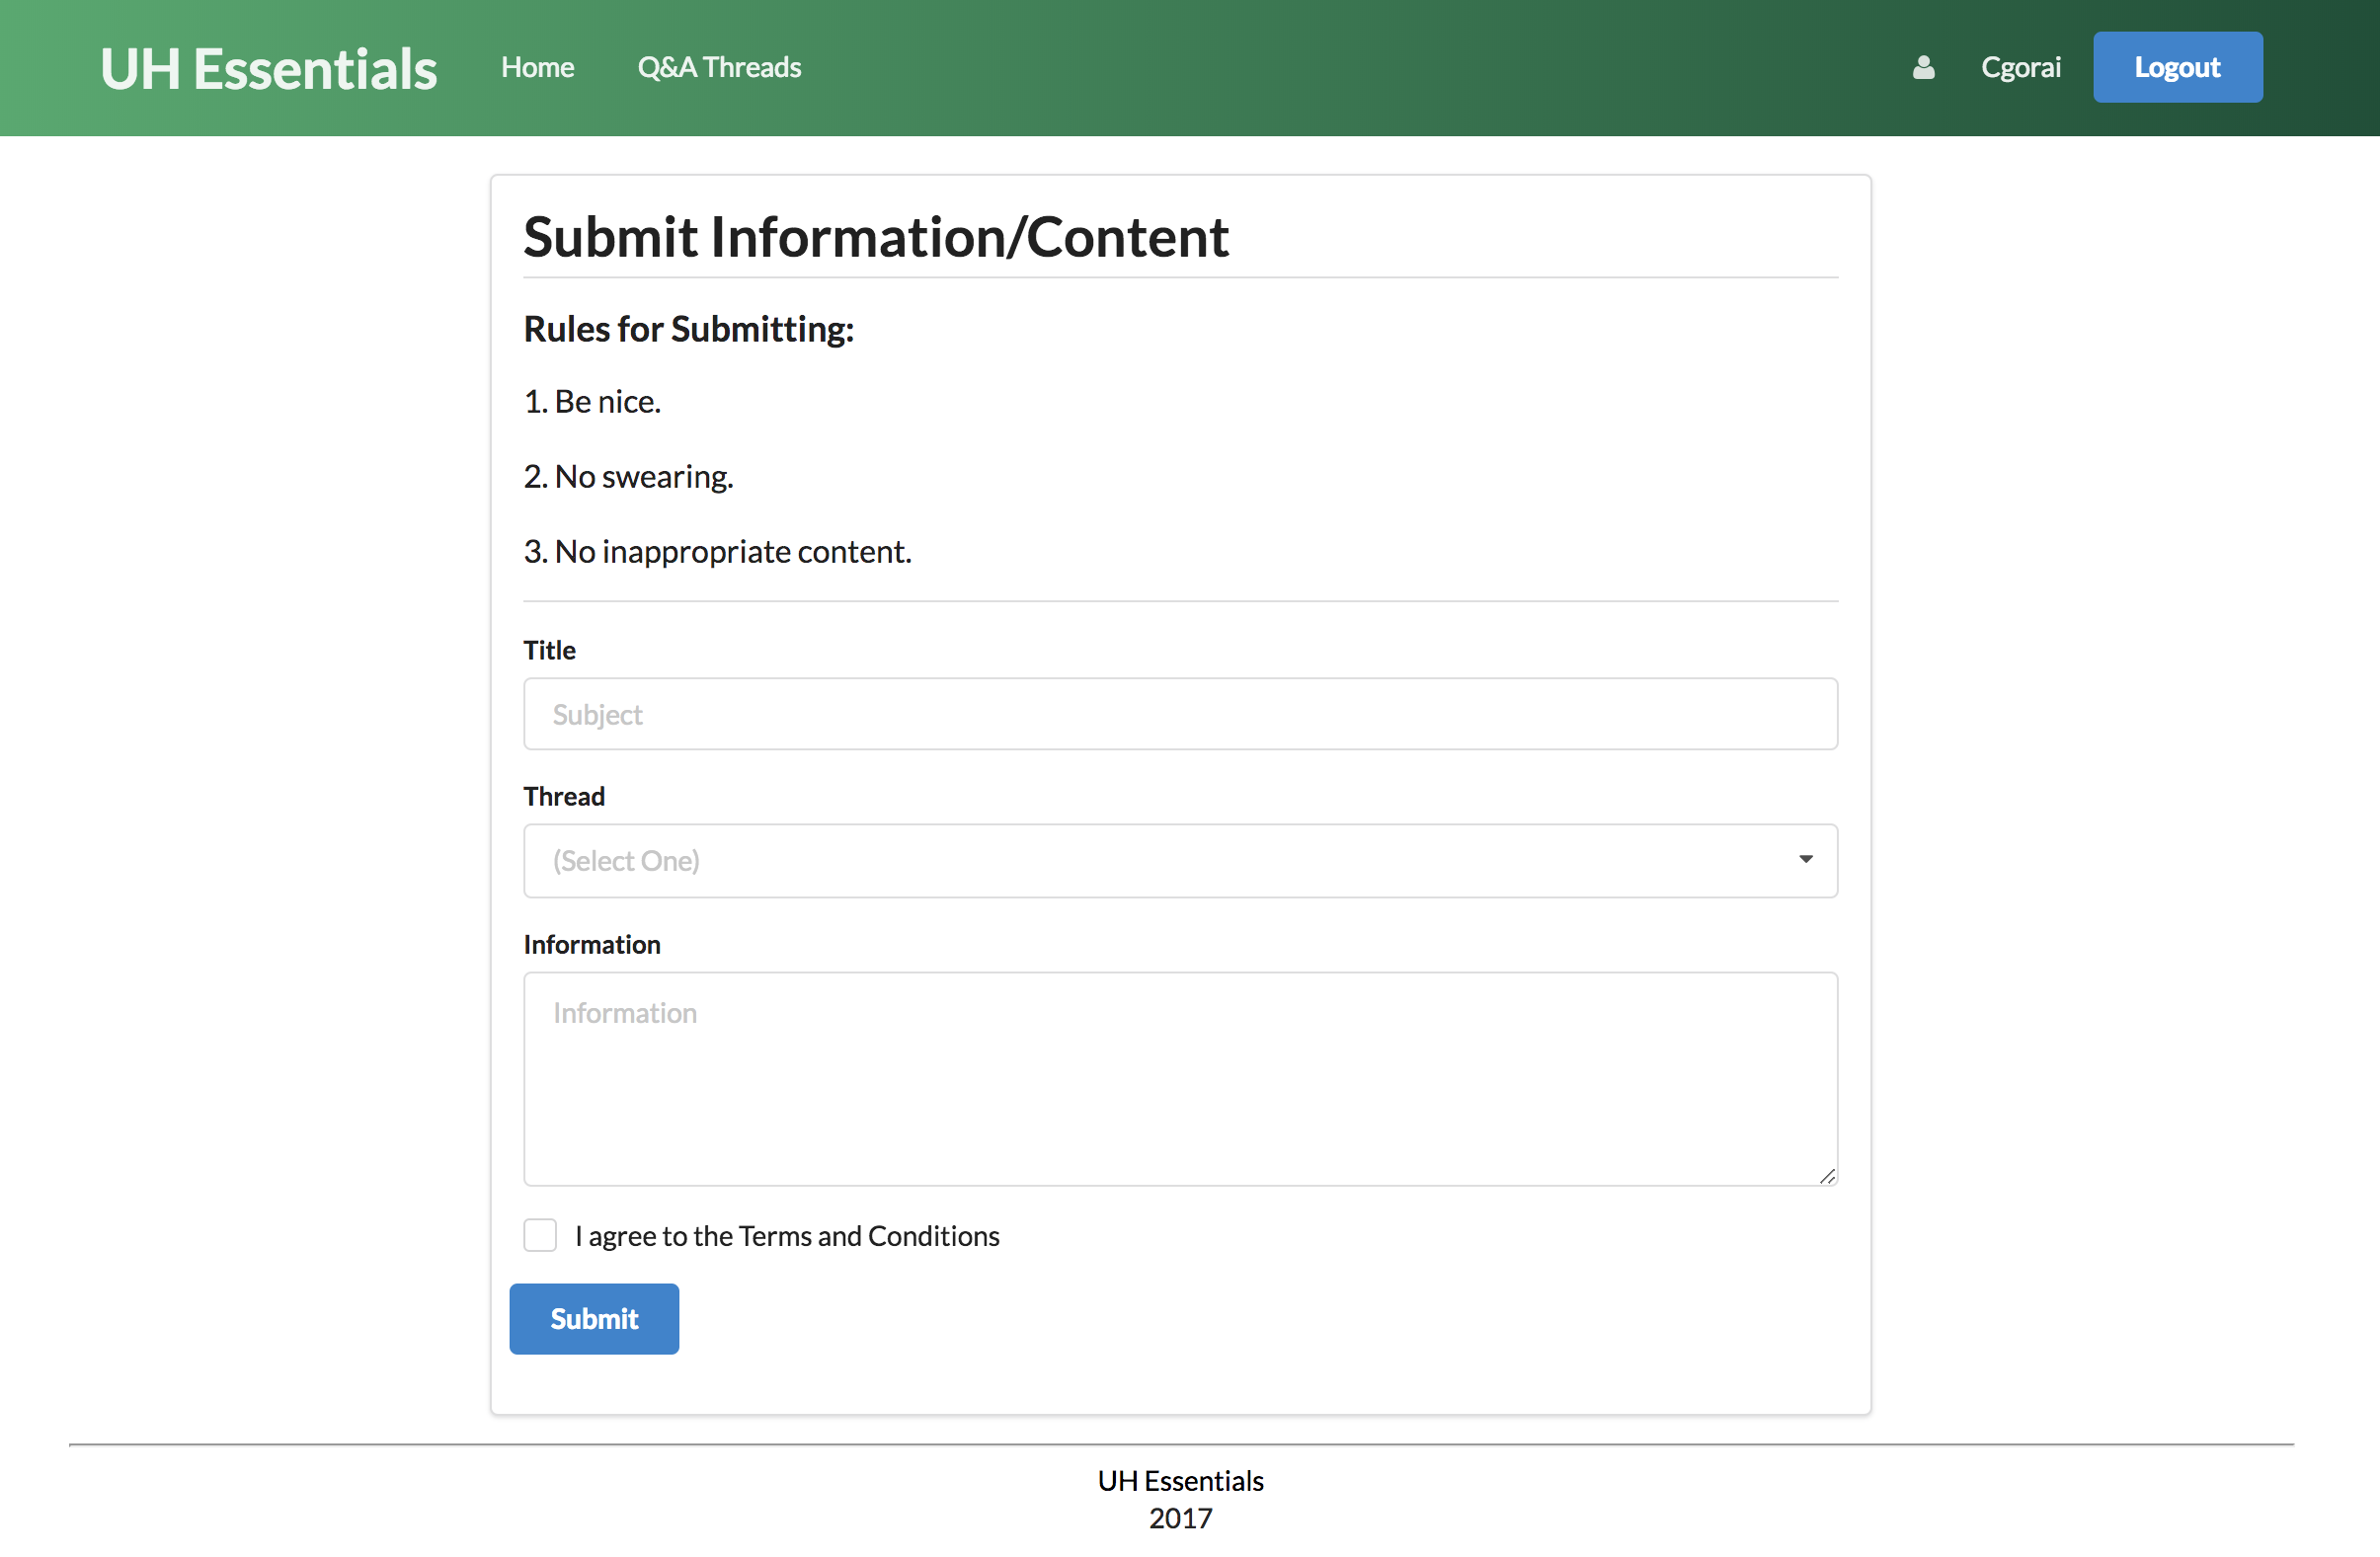 UH Essentials
Home
Q&A Threads
Cgorai
Logout
Submit Information/Content
Rules for Submitting:
1. Be nice.
2. No swearing.
3. No inappropriate content.
Title
Subject
Thread
(Select One)
Information
Information
I agree to the Terms and Conditions
Submit
UH Essentials
2017